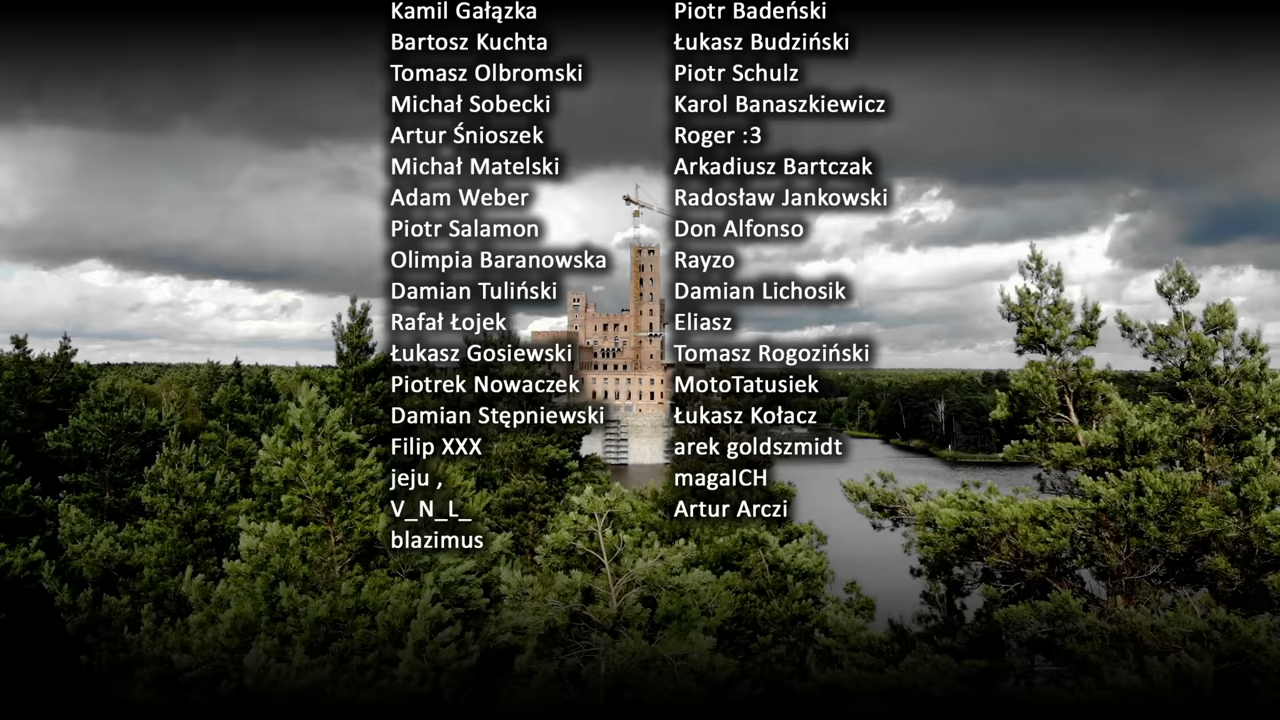 Kamil Gałązka
Bartosz Kuchta
Tomasz Olbromski
Michał Sobecki
Artur Śnioszek
Michał Matelski
Adam Weber
Piotr Salamon
Olimpia Baranowska
Damian Tuliński
Rafał Łojek
Łukasz Gosiewski
Piotrek Nowaczek
Damian Stępniewski
Filip XXX
jeju ,
V_N_L_
blazimus
Piotr Badeński
Łukasz Budziński
Piotr Schulz
Karol Banaszkiewicz
Roger :3
Arkadiusz Bartczak
Radosław Jankowski
Don Alfonso
Rayzo
Damian Lichosik
Eliasz
Tomasz Rogoziński
MotoTatusiek
Łukasz Kołacz
arek goldszmidt
magaICH
Artur Arczi